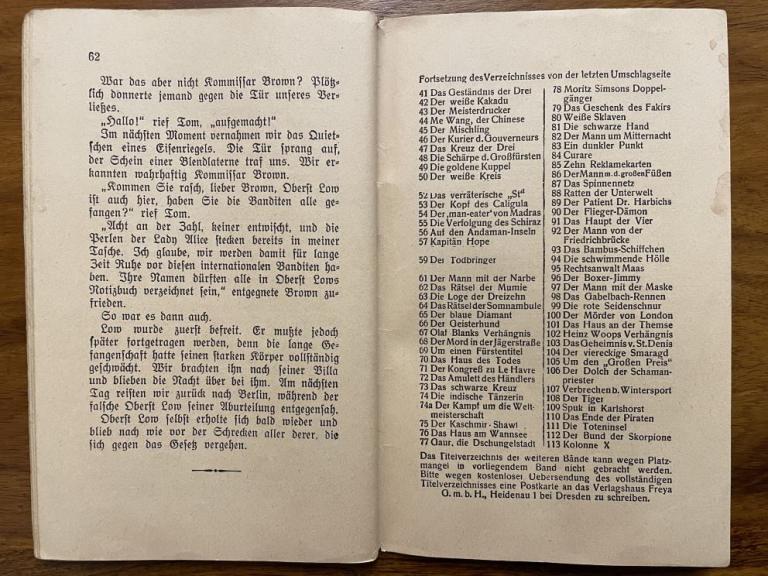 62
War das aber nicht Kommissar Brown? Plötz-
lich donnerte jemand gegen die Tür unseres Ver-
ließes.
„Hallo!“ rief Tom, „aufgemacht!“
Im nächsten Moment vernahmen wir das Quiet-
schen eines Eisenriegels. Die Tür sprang auf,
der Schein einer Blendlaterne traf uns. Wir er-
kannten wahrhaftig Kommissar Brown.
„Kommen Sie rasch, lieber Brown, Oberst Low
ist auch hier, haben Sie die Banditen alle ge-
fangen?“ rief Tom.
„Acht an der Zahl, keiner entwischt, und die
Perlen der Lady Alice stecken bereits in meiner
Tasche. Ich glaube, wir werden damit für lange
Zeit Ruhe vor diesen internationalen Banditen ha-
ben. Ihre Namen dürften alle in Oberst Lows
Notizbuch verzeichnet sein,“ entgegnete Brown zu-
frieden.
So war es dann auch.
Low wurde zuerst befreit. Er mußte jedoch
später fortgetragen werden, denn die lange Ge-
fangenschaft hatte seinen starken Körper vollständig
geschwächt. Wir brachten ihn nach seiner Villa
und blieben die Nacht über bei ihm. Am nächsten
Tag reisten wir zurück nach Berlin, während der
falsche Oberst Low seiner Aburteilung entgegensah.
Oberst Low selbst erholte sich bald wieder und
blieb nach wie vor der Schrecken aller derer, die
sich gegen das Gesetz vergehen.
Fortsetzung des Verzeichnisses von der letzten Umschlagseite
41 Das Geständnis der Drei
42 Der weiße Kakadu
43 Der Meisterdrucker
44 Me Wang, der Chinese
45 Der Mischling
46 Der Kurier d. Gouverneurs
47 Das Kreuz der Drei
48 Die Schärpe d. Großfürsten
49 Die goldene Kuppel
50 Der weiße Kreis
52 Das verräterische „St“
53 Der Kopf des Caligula
54 Der ‚man-eater‘ von Madras
55 Die Verfolgung des Schiraz
56 Auf den Andaman-Inseln
57 Kapitän Hope
59 Der Todbringer
61 Der Mann mit der Narbe
62 Das Rätsel der Mumie
63 Die Loge der Dreizehn
64 Das Rätsel der Somnambule
65 Der blaue Diamant
66 Der Geisterhund
67 Olaf Blanks Verhängnis
68 Der Mord in der Jägerstraße
69 Um einen Fürstentitel
70 Das Haus des Todes
71 Der Kongreß zu Le Havre
72 Das Amulett des Händlers
73 Das schwarze Kreuz
74 Die indische Tänzerin
74a Der Kampf um die Welt-
meisterschaft
75 Der Kaschmir-Shawl
76 Das Haus am Wannsee
77 Gaur, die Dschungelstadt
78 Moritz Simsons Doppel-
gänger
79 Das Geschenk des Fakirs
80 Weiße Sklaven
81 Die schwarze Hand
82 Der Mann um Mitternacht
83 Ein dunkler Punkt
84 Curare
85 Zehn Reklamekarten
86 Der Mann m. d. großen Füßen
87 Das Spinnennetz
88 Ratten der Unterwelt
89 Der Patient Dr. Harbichs
90 Der Flieger-Dämon
91 Das Haupt der Vier
92 Der Mann von der
Friedrichbrücke
93 Das Bambus-Schiffchen
94 Die schwimmende Hölle
95 Rechtsanwalt Maas
96 Der Boxer-Jimmy
97 Der Mann mit der Maske
98 Das Gabelbach-Rennen
99 Die rote Seidenschnur
100 Der Mörder von London
101 Das Haus an der Themse
102 Heinz Woops Verhängnis
103 Das Geheimnis v. St. Denis
104 Der viereckige Smaragd
105 Um den „Großen Preis“
106 Der Dolch der Schaman-
priester
107 Verbrechen b. Wintersport
108 Der Tiger
109 Spuk in Karlshorst
110 Das Ende der Piraten
111 Die Toteninsel
112 Der Bund der Skorpione
113 Kolonne X
Das Titelverzeichnis der weiteren Bände kann wegen Platz-
mangel in vorliegendem Band nicht gebracht werden.
Bitte wegen kostenloser Uebersendung des vollständigen
Titelverzeichnisses eine Postkarte an das Verlagshaus Freya
G. m. b. H., Heidenau 1 bei Dresden zu schreiben.